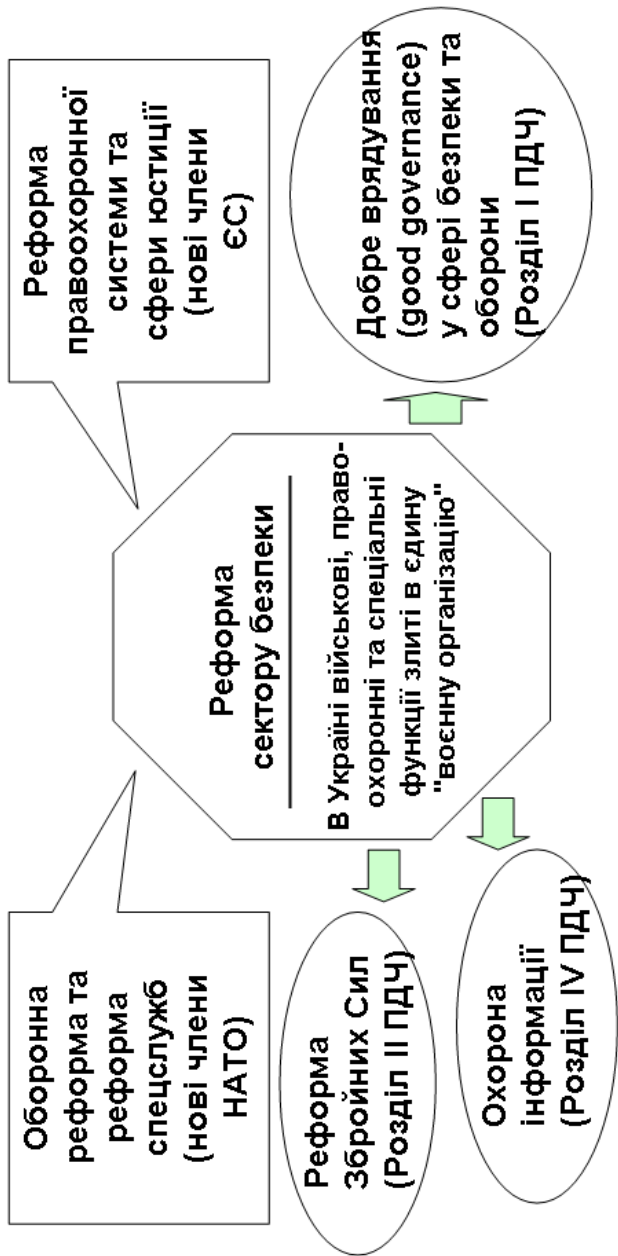 Оборонна
реформа та
реформа
спецслужб
(нові члени
НАТО)
Реформа
правоохоронної
системи та
сфери юстиції
(нові члени
ЄС)
Реформа
сектору безпеки
В Україні військові, право-
охоронні та спеціальні
функції злиті в єдину
"воєнну організацію"
Реформа
Збройних Сил
(Розділ II ПДЧ)
Охорона
інформації
(Розділ IV ПДЧ)
Добре врядування
(good governance)
у сфері безпеки та
оборони
(Розділ I ПДЧ)